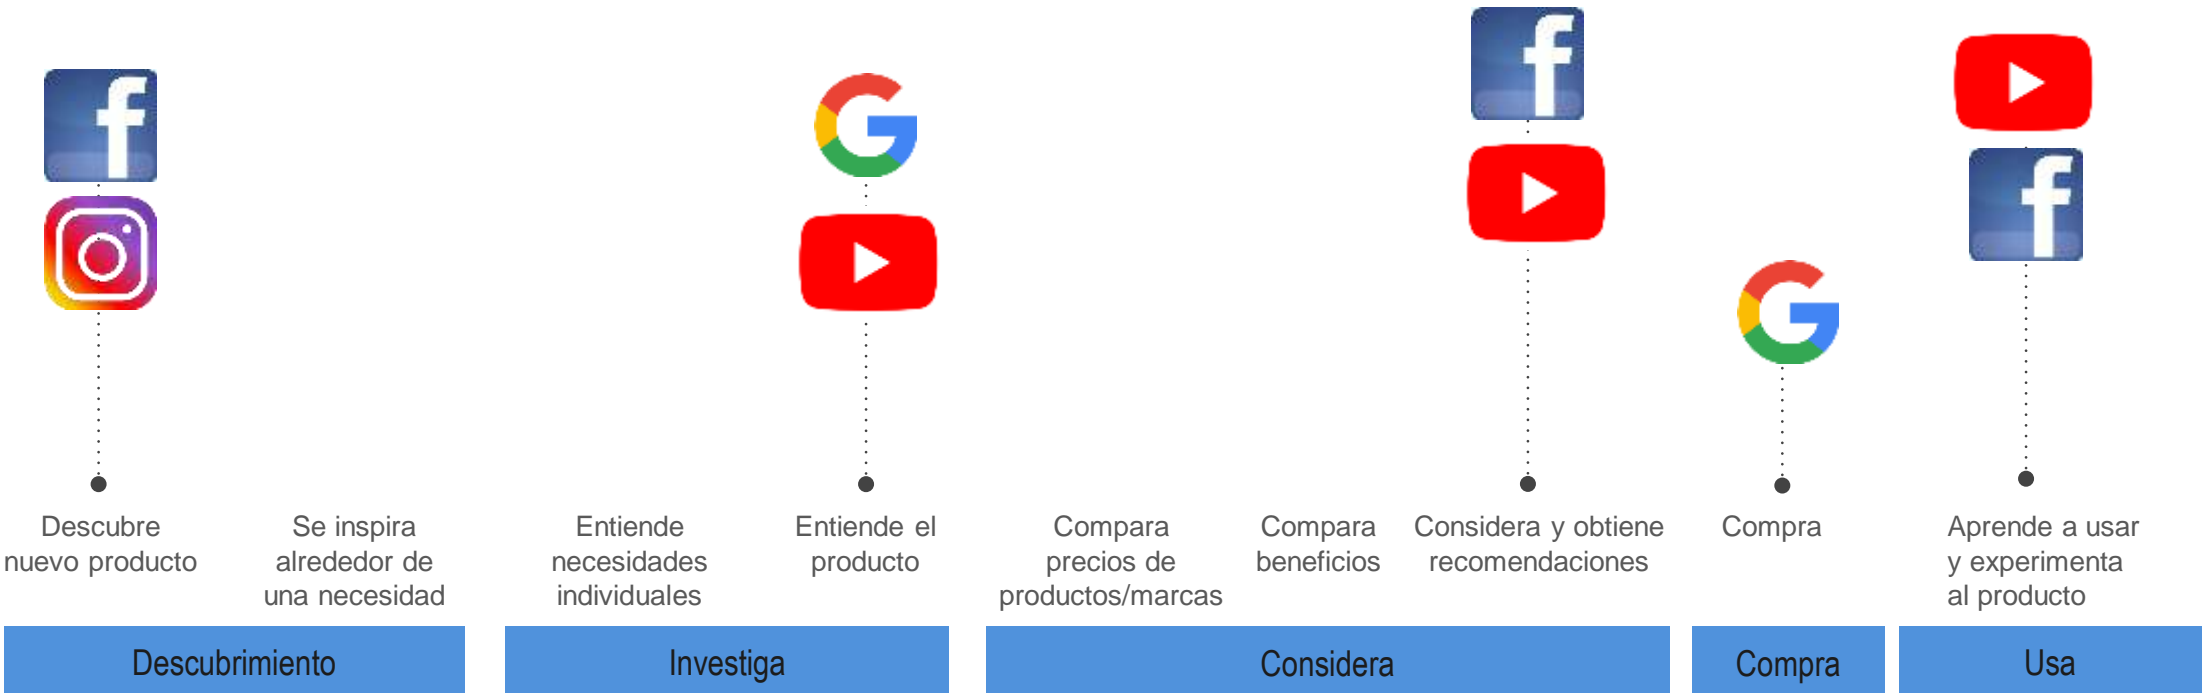 Descubre
nuevo producto
Se inspira
alrededor de
una necesidad
Entiende
necesidades
individuales
Entiende el
producto
Compara
precios de
productos/marcas
Compara
beneficios
Considera y obtiene
recomendaciones
Compra
Aprende a usar
y experimenta
al producto
Descubrimiento
Investiga
Considera
Compra
Usa